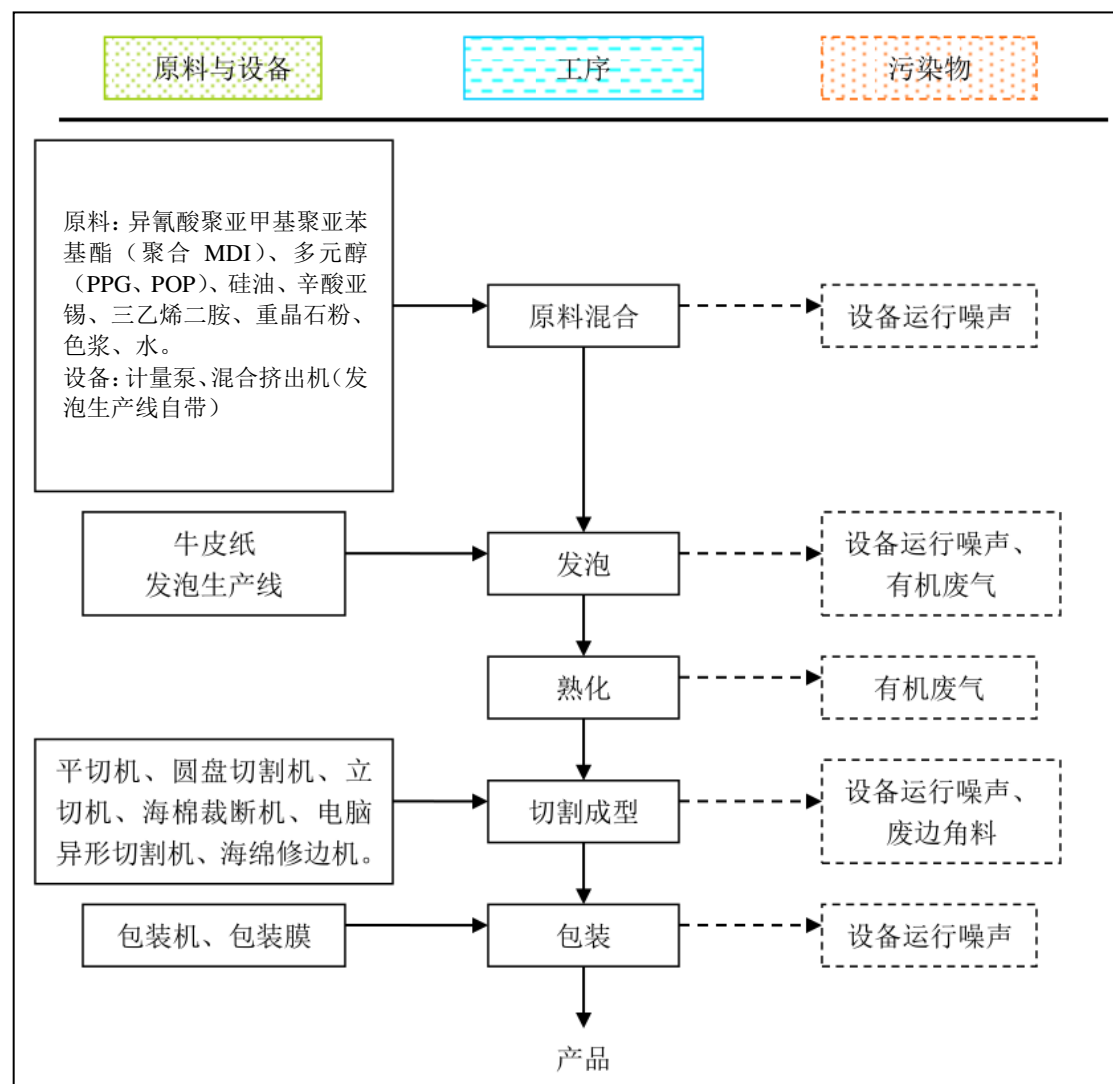 原料与设备
工序
污染物
原料：异氰酸聚亚甲基聚亚苯
基酯（聚合 MDI）、多元醇
（PPG、POP）、硅油、辛酸亚
锡、三乙烯二胺、重晶石粉、
色浆、水。
设备：计量泵、混合挤出机（发
泡生产线自带）
原料混合
设备运行噪声
牛皮纸
发泡生产线
发泡
设备运行噪声、
有机废气
熟化
有机废气
平切机、圆盘切割机、立
切机、海棉裁断机、电脑
异形切割机、海绵修边机。
切割成型
设备运行噪声、
废边角料
包装机、包装膜
包装
设备运行噪声
产品